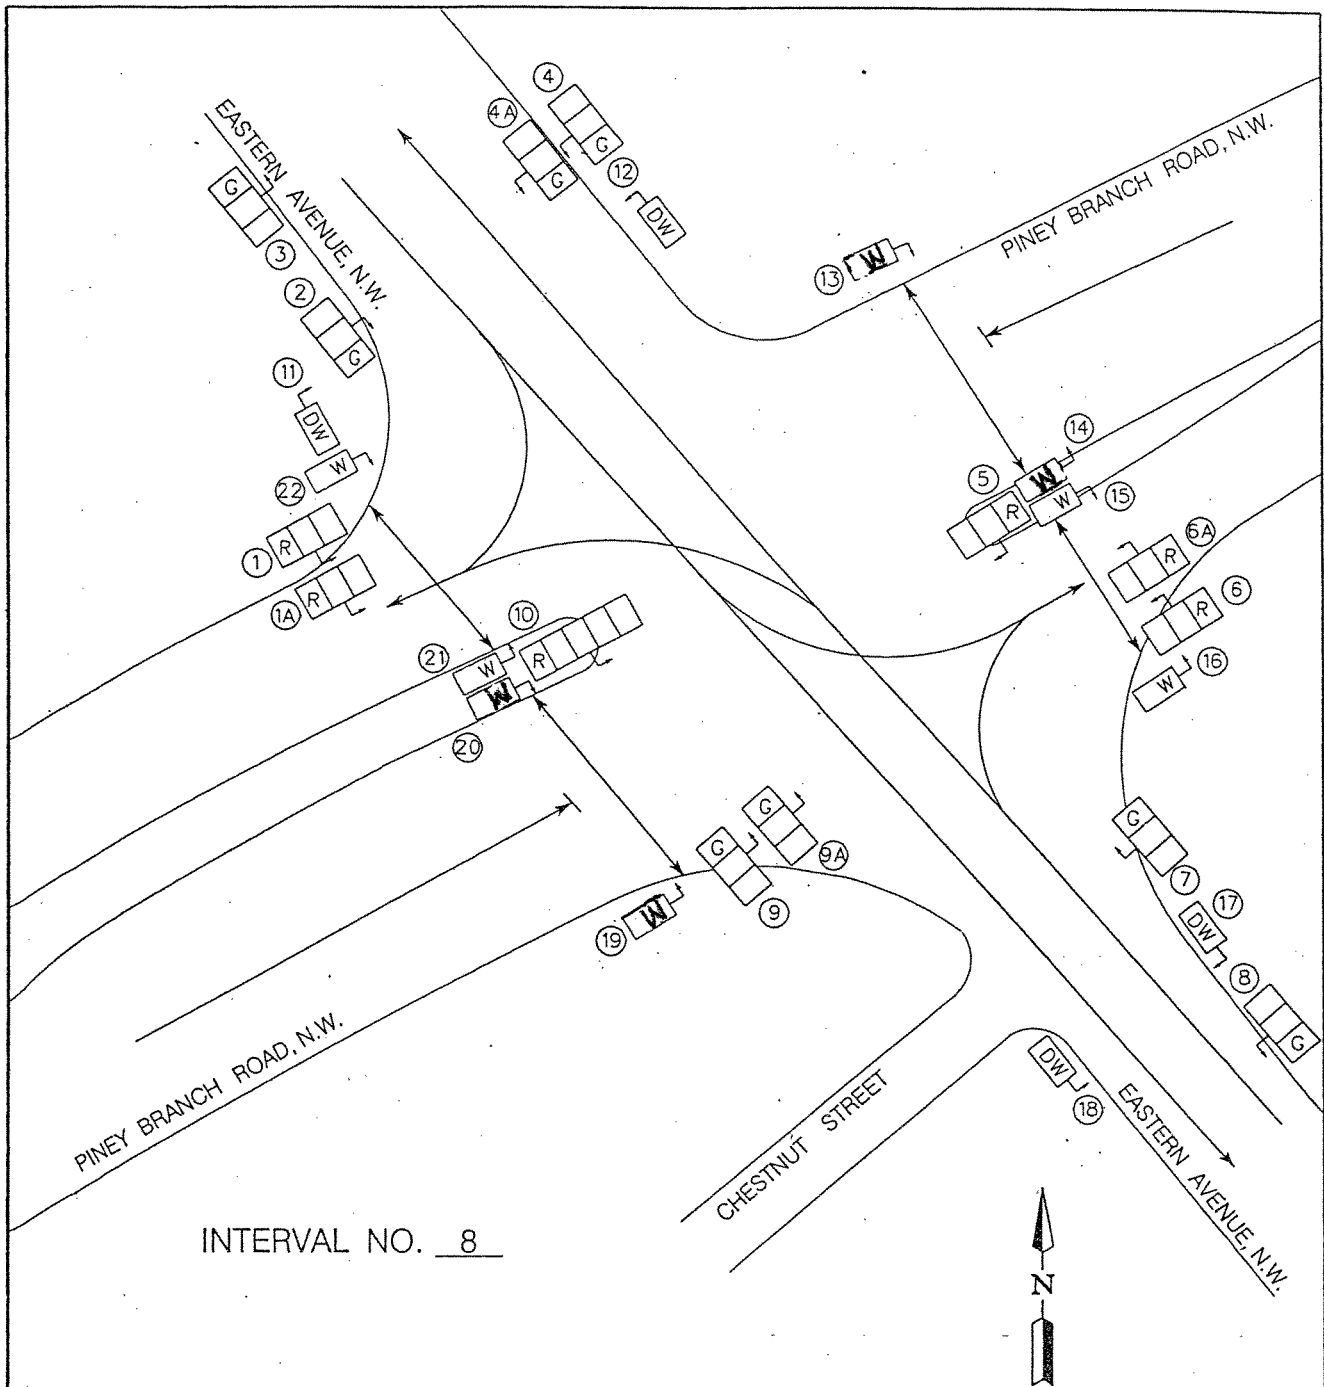 4
4A
EASTERN AVENUE, N.W.
G
G
12
PINEY BRANCH ROAD, N.W.
G
3
DW
13
W
2
G
11
DW
14
W
22
W
5
R
W
15
1
R
6A
R
1A
R
10
R
6
21
W
W
20
16
W
G
G
9A
G
7
9
17
DW
19
W
8
G
PINEY BRANCH ROAD, N.W.
DW
18
CHESTNUT STREET
EASTERN AVENUE, N.W.
INTERVAL NO. 8
N